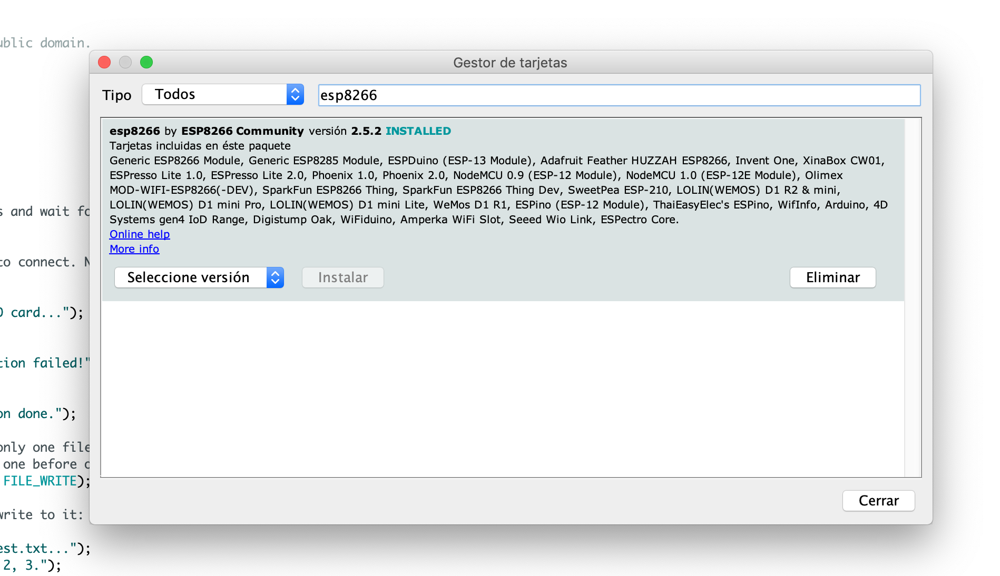 public domain.
Gestor de tarjetas
Tipo Todos esp8266
esp8266 by ESP8266 Community versión 2.5.2 INSTALLED
Tarjetas incluidas en éste paquete
Generic ESP8266 Module, Generic ESP8285 Module, ESPDuino (ESP-13 Module), Adafruit Feather HUZZAH ESP8266, Invent One, XinaBox CW01,
ESPresso Lite 1.0, ESPresso Lite 2.0, Phoenix 1.0, Phoenix 2.0, NodeMCU 0.9 (ESP-12 Module), NodeMCU 1.0 (ESP-12E Module), Olimex
MOD-WIFI-ESP8266(-DEV), SparkFun ESP8266 Thing, SparkFun ESP8266 Thing Dev, SweetPea ESP-210, LOLIN(WEMOS) D1 R2 & mini,
LOLIN(WEMOS) D1 mini Pro, LOLIN(WEMOS) D1 mini Lite, WeMos D1 R1, ESPino (ESP-12 Module), ThaiEasyElec's ESPino, WifInfo, Arduino, 4D
Systems gen4 IoD Range, Digistump Oak, WiFiduino, Amperka WiFi Slot, Seeed Wio Link, ESPectro Core.
Online help
More info
Seleccione versión Instalar Eliminar
Cerrar
and wait
to connect.
card...");
failed!"
on done.");
only one file
one before
FILE_WRITE);
write to it:
est.txt...");
2, 3.");